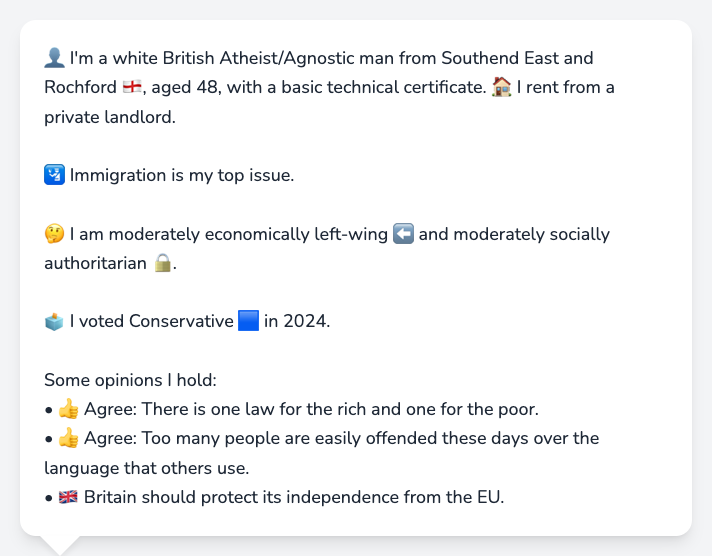 👤 I'm a white British Atheist/Agnostic man from Southend East and
Rochford 🏴󠁧󠁢󠁥󠁮󠁧󠁿, aged 48, with a basic technical certificate. 🏠 I rent from a
private landlord.
🛂 Immigration is my top issue.
🤔 I am moderately economically left-wing ⬅️ and moderately socially
authoritarian 🔒.
🗳️ I voted Conservative 🟦 in 2024.
Some opinions I hold:
• 👍 Agree: There is one law for the rich and one for the poor.
• 👍 Agree: Too many people are easily offended these days over the
language that others use.
• 🇬🇧 Britain should protect its independence from the EU.